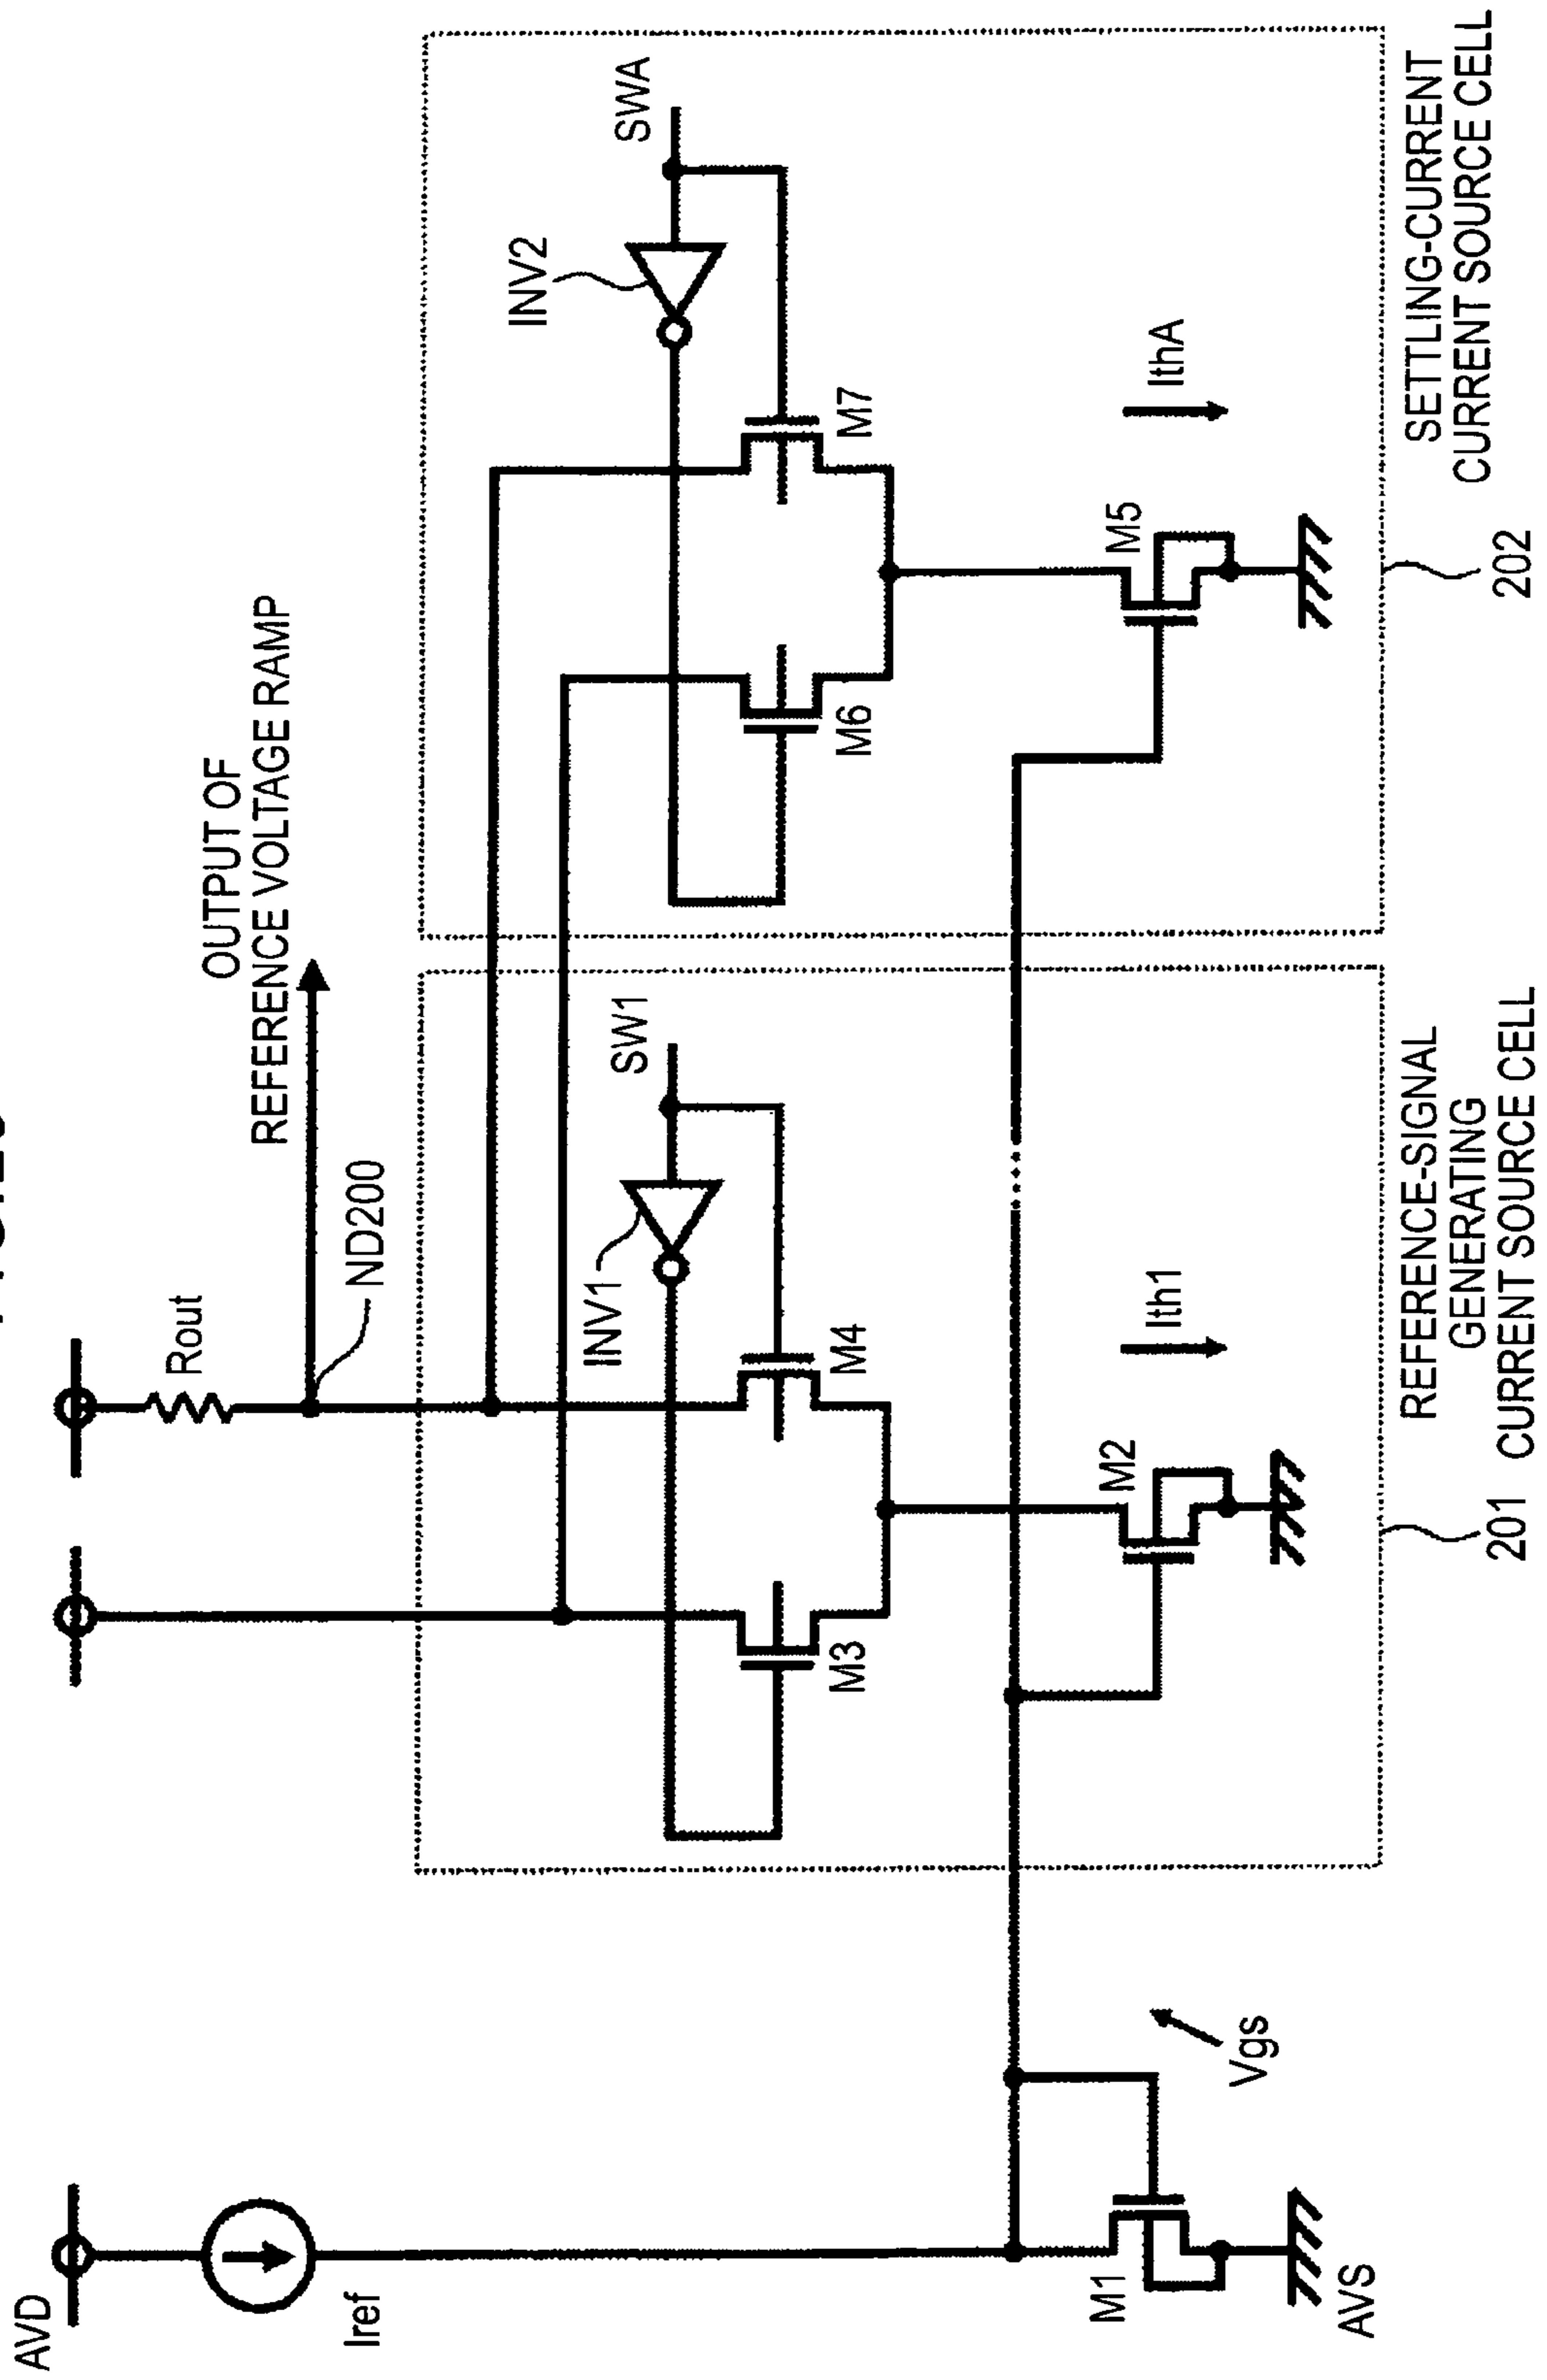 AVD
Iref
M1
AVS
Vgs
Rout
ND200
OUTPUT OF
REFERENCE VOLTAGE RAMP
SW1
INV1
M3
M4
M2
Ith1
201
REFERENCE-SIGNAL
GENERATING
CURRENT SOURCE CELL
SWA
INV2
M6
M7
M5
IthA
202
SETTLING-CURRENT
CURRENT SOURCE CELL